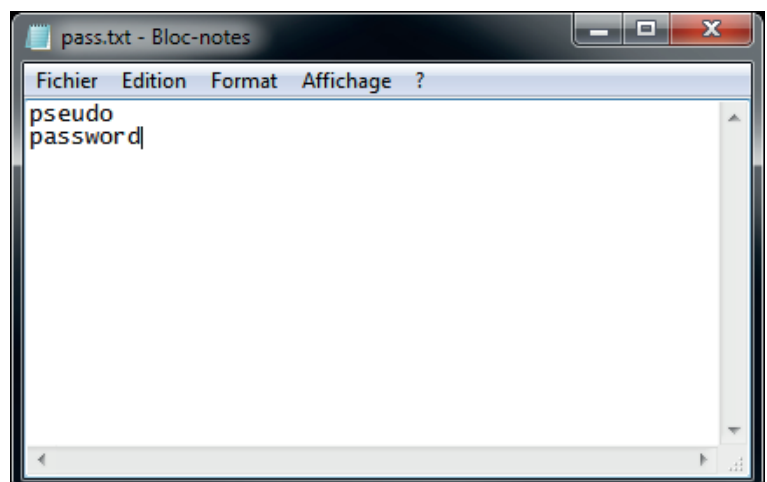 pass.txt - Bloc-notes
Fichier Edition Format Affichage ?
pseudo
password